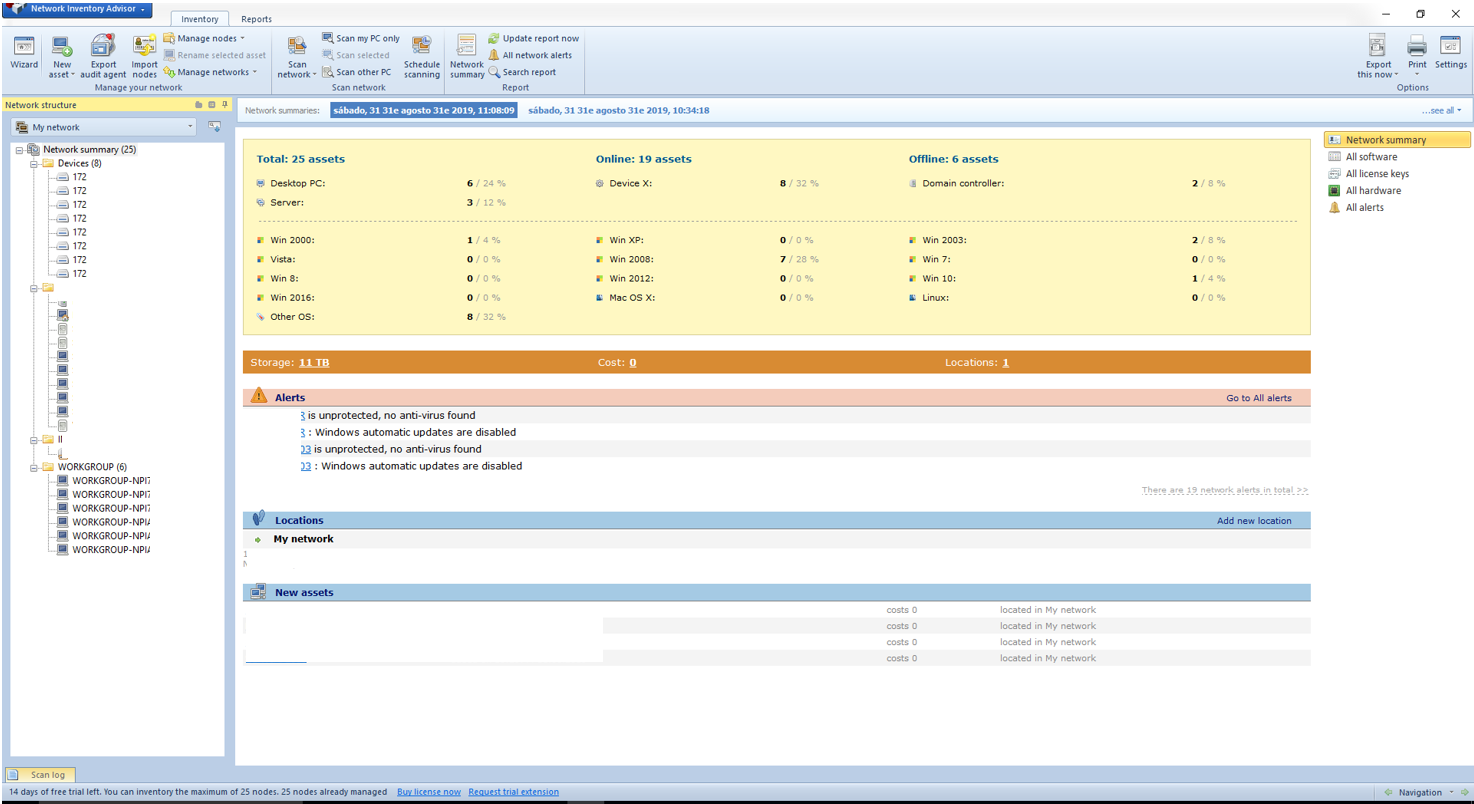 Network Inventory Advisor
Inventory Reports
Wizard
New asset
Export audit agent
Import nodes
Manage nodes
Rename selected asset
Manage networks
Manage your network
Scan network
Scan my PC only
Scan selected
Scan other PC
Schedule scanning
Scan network
Network summary
Update report now
All network alerts
Search report
Report
Export this now
Print
Settings
Options
Network structure
My network
Network summary (25)
Devices (8)
172
172
172
172
172
172
172
172
II
WORKGROUP (6)
WORKGROUP-NPI7
WORKGROUP-NPI7
WORKGROUP-NPI7
WORKGROUP-NPIA
WORKGROUP-NPIA
WORKGROUP-NPIA
Network summaries: sábado, 31 31e agosto 31e 2019, 11:08:09 sábado, 31 31e agosto 31e 2019, 10:34:18 ...see all
Total: 25 assets Online: 19 assets Offline: 6 assets
Desktop PC: 6 / 24 % Device X: 8 / 32 % Domain controller: 2 / 8 %
Server: 3 / 12 %
Win 2000: 1 / 4 % Win XP: 0 / 0 % Win 2003: 2 / 8 %
Vista: 0 / 0 % Win 2008: 7 / 28 % Win 7: 0 / 0 %
Win 8: 0 / 0 % Win 2012: 0 / 0 % Win 10: 1 / 4 %
Win 2016: 0 / 0 % Mac OS X: 0 / 0 % Linux: 0 / 0 %
Other OS: 8 / 32 %
Storage: 11 TB Cost: 0 Locations: 1
Alerts Go to All alerts
is unprotected, no anti-virus found
: Windows automatic updates are disabled
03 is unprotected, no anti-virus found
03 : Windows automatic updates are disabled
There are 19 network alerts in total >>
Locations Add new location
My network
New assets
costs 0 located in My network
costs 0 located in My network
costs 0 located in My network
costs 0 located in My network
Network summary
All software
All license keys
All hardware
All alerts
Scan log
14 days of free trial left. You can inventory the maximum of 25 nodes. 25 nodes already managed Buy license now Request trial extension
Navigation